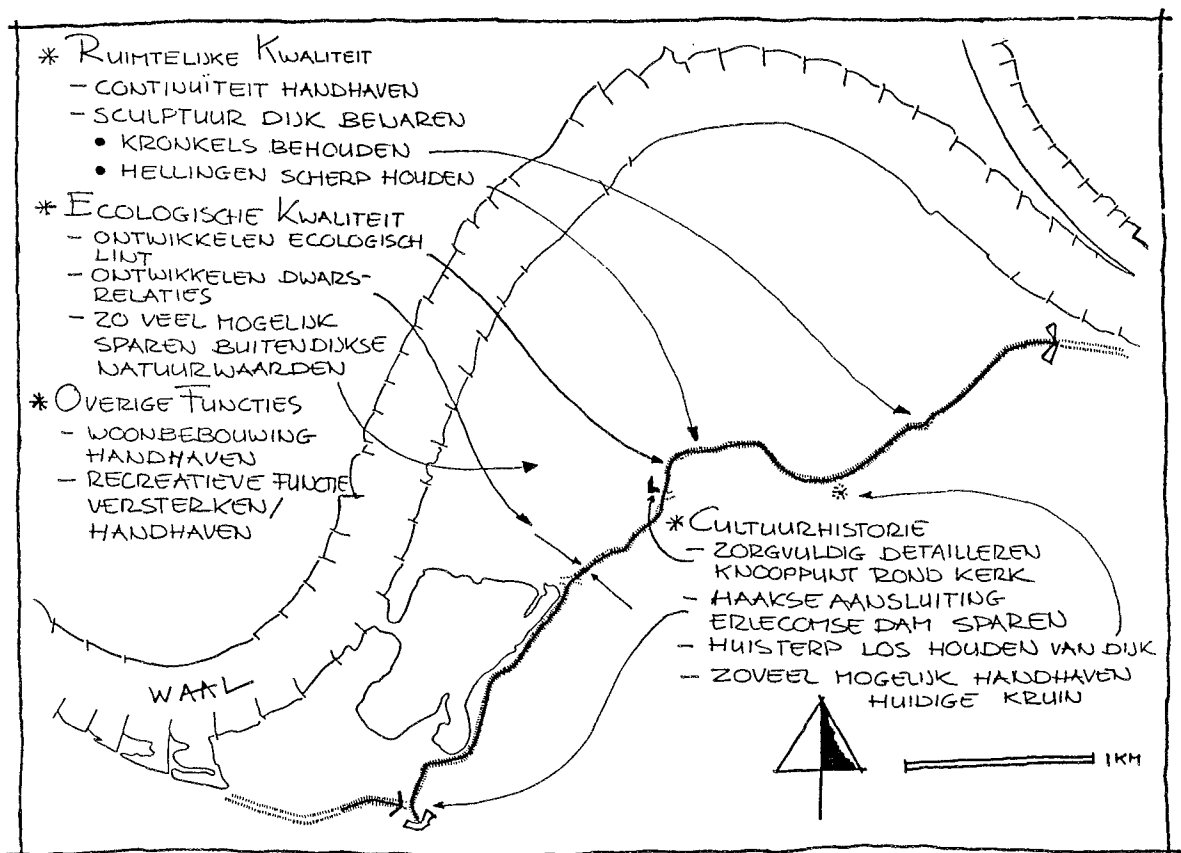 * RUIMTELIJKE KWALITEIT
- CONTINUÏTEIT HANDHAVEN
- SCULPTUUR DIJK BEWAREN
• KRONKELS BEHOUDEN
• HELLINGEN SCHERP HOUDEN
* ECOLOGISCHE KWALITEIT
- ONTWIKKELEN ECOLOGISCH
LINT
- ONTWIKKELEN DWARS-
RELATIES
- ZO VEEL MOGELIJK
SPAREN BUITENDIJKSE
NATUURWAARDEN
* OVERIGE FUNCTIES
- WOONBEBOUWING
HANDHAVEN
- RECREATIEVE FUNCTIE
VERSTERKEN/
HANDHAVEN
* CULTUURHISTORIE
- ZORGVULDIG DETAILLEREN
KNOOPPUNT ROND KERK
- HAAKSE AANSLUITING
ERLECOMSE DAM SPAREN
- HUISTERP LOS HOUDEN VAN DIJK
- ZOVEEL MOGELIJK HANDHAVEN
HUIDIGE KRUIN
WAAL
1 KM